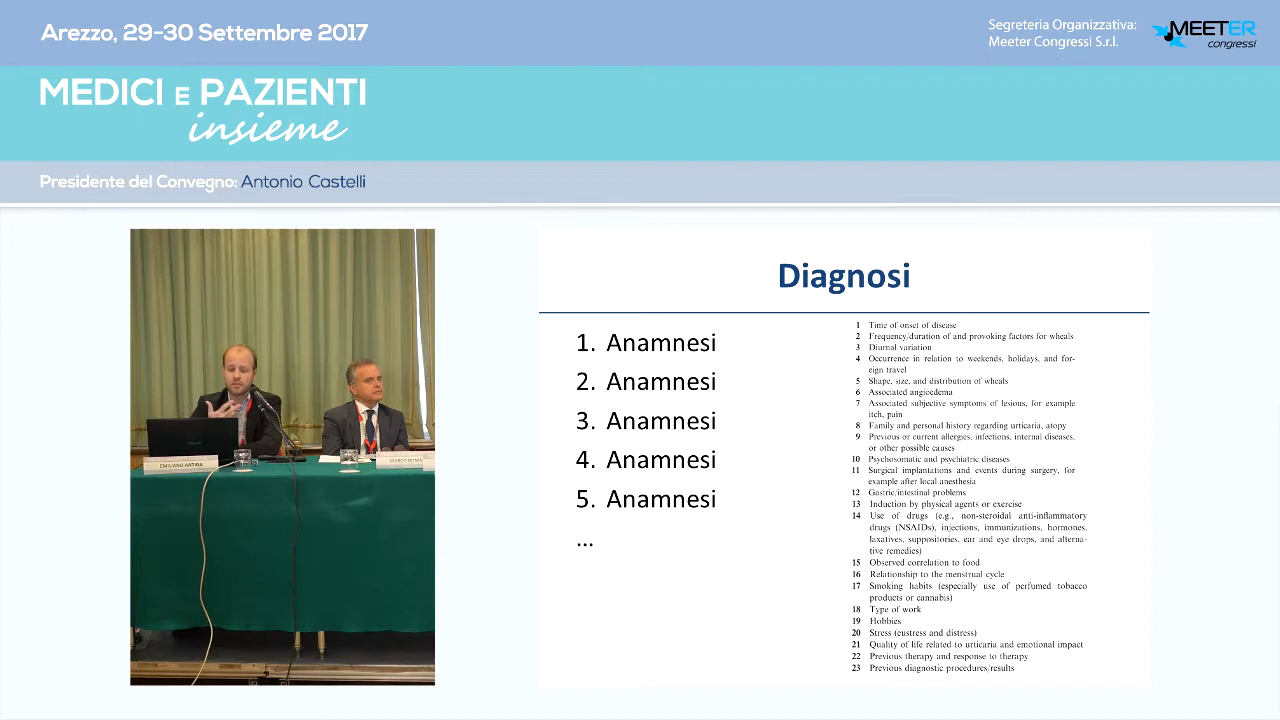 Arezzo, 29-30 Settembre 2017
Segreteria Organizzativa:
Meeter Congressi S.r.l.
MEETER
congressi
MEDICI E PAZIENTI
insieme
Presidente del Convegno: Antonio Castelli
EMILIANO ANTIGA
MARCO ROMA
Diagnosi
1. Anamnesi
2. Anamnesi
3. Anamnesi
4. Anamnesi
5. Anamnesi
...
1 Time of onset of disease
2 Frequency/duration of and provoking factors for wheals
3 Diurnal variation
4 Occurrence in relation to weekends, holidays, and for-
eign travel
5 Shape, size, and distribution of wheals
6 Associated angioedema
7 Associated subjective symptoms of lesions, for example
itch, pain
8 Family and personal history regarding urticaria, atopy
9 Previous or current allergies, infections, internal diseases,
or other possible causes
10 Psychosomatic and psychiatric diseases
11 Surgical implantations and events during surgery, for
example after local anesthesia
12 Gastric/intestinal problems
13 Induction by physical agents or exercise
14 Use of drugs (e.g., non-steroidal anti-inflammatory
drugs (NSAIDs), injections, immunizations, hormones,
laxatives, suppositories, ear and eye drops, and alterna-
tive remedies)
15 Observed correlation to food
16 Relationship to the menstrual cycle
17 Smoking habits (especially use of perfumed tobacco
products or cannabis)
18 Type of work
19 Hobbies
20 Stress (eustress and distress)
21 Quality of life related to urticaria and emotional impact
22 Previous therapy and response to therapy
23 Previous diagnostic procedures/results